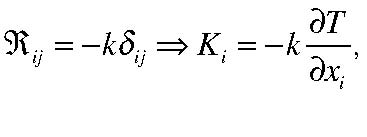 ℜ_{ij} = −kδ_{ij} ⇒ K_i = −k ∂T/∂x_i,